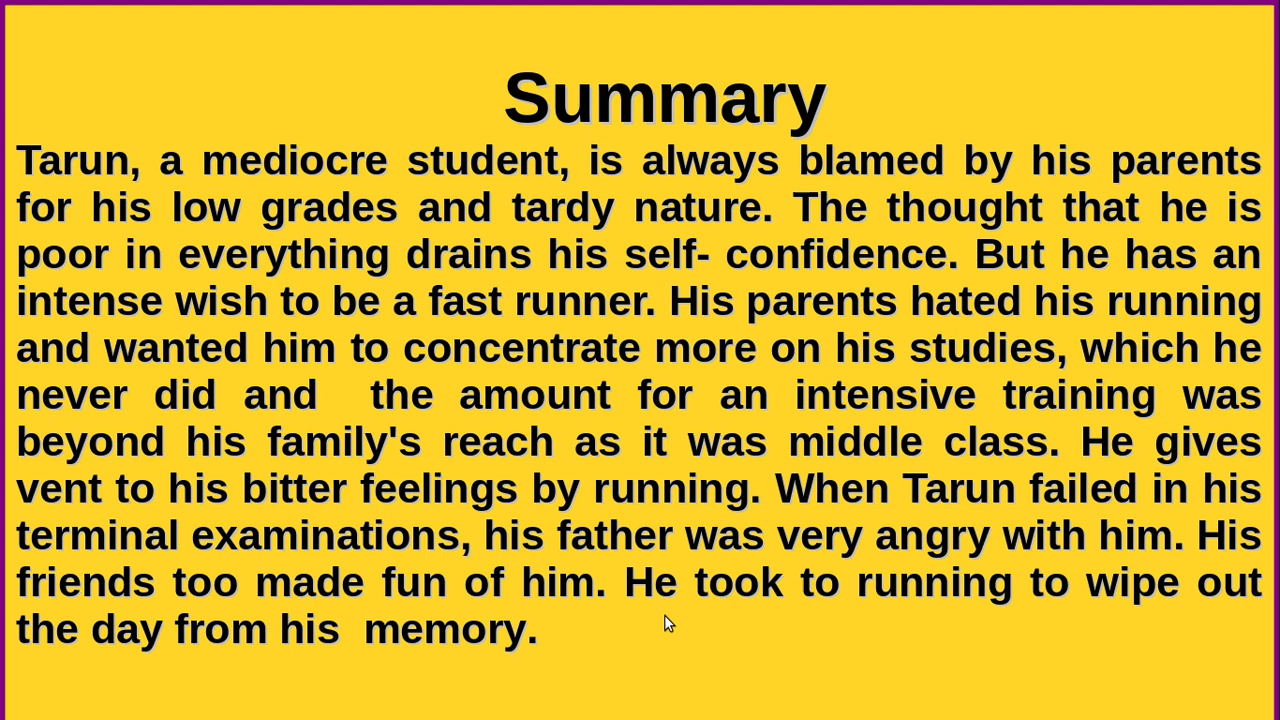 Summary
Tarun, a mediocre student, is always blamed by his parents
for his low grades and tardy nature. The thought that he is
poor in everything drains his self- confidence. But he has an
intense wish to be a fast runner. His parents hated his running
and wanted him to concentrate more on his studies, which he
never did and  the amount for an intensive training was
beyond his family's reach as it was middle class. He gives
vent to his bitter feelings by running. When Tarun failed in his
terminal examinations, his father was very angry with him. His
friends too made fun of him. He took to running to wipe out
the day from his  memory.